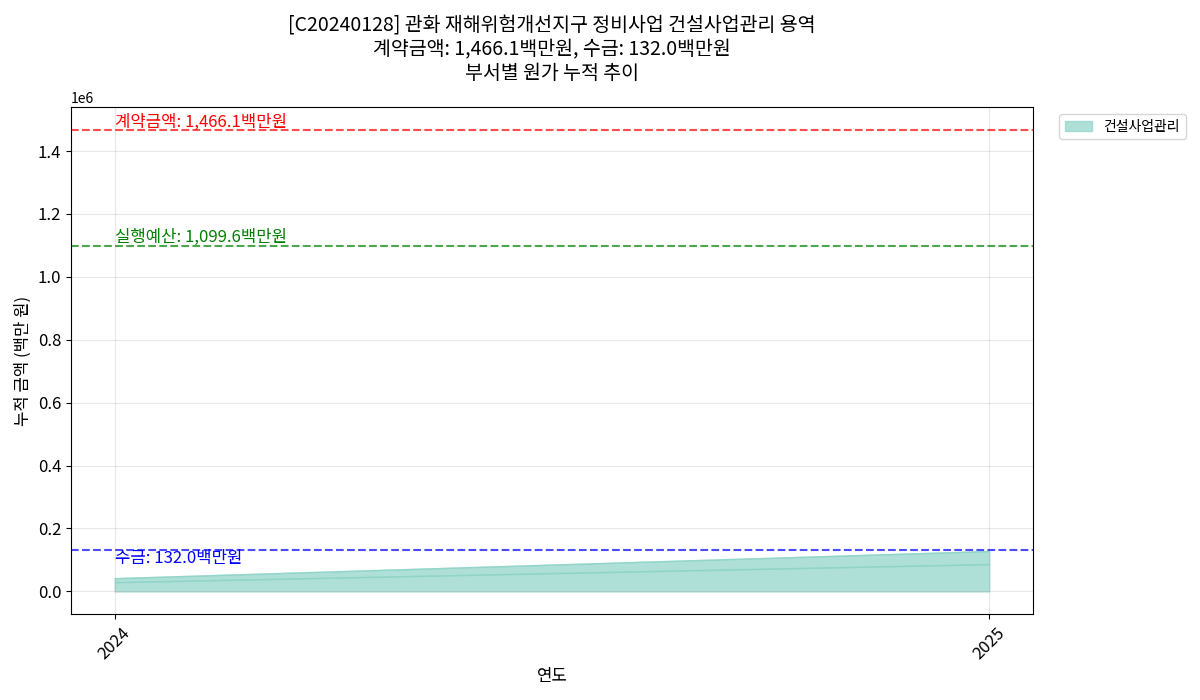 [C20240128] 관화 재해위험개선지구 정비사업 건설사업관리 용역
계약금액: 1,466.1백만원, 수금: 132.0백만원
부서별 원가 누적 추이
1e6
계약금액: 1,466.1백만원
건설사업관리
1.4
실행예산: 1,099.6백만원
1.2
1.0
0.8
0.6
0.4
0.2
0.0
수금: 132.0백만원
누적 금액 (백만 원)
2024
2025
연도